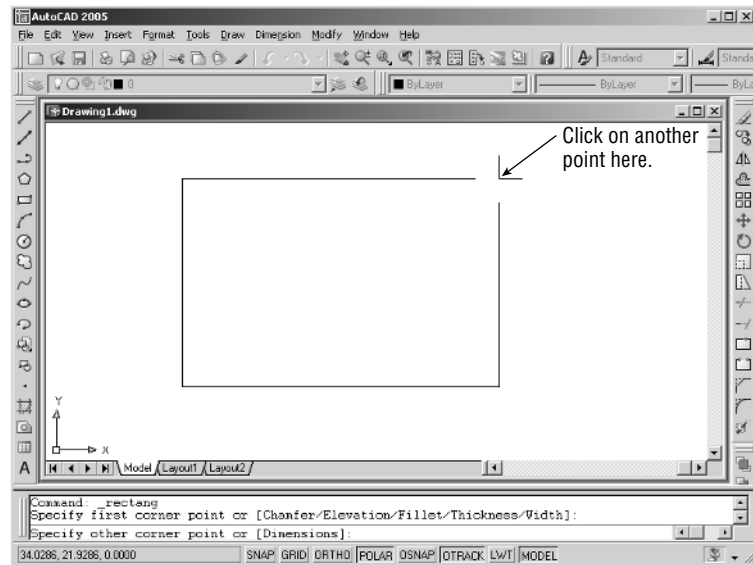 AutoCAD 2005
File Edit View Insert Format Tools Draw Dimension Modify Window Help
Standard Standa
0 ByLayer ByLayer ByLa
Drawing1.dwg
Click on another
point here.
Y
X
Model Layout1 Layout2
A
Command: _rectang
Specify first corner point or [Chamfer/Elevation/Fillet/Thickness/Width]:
Specify other corner point or [Dimensions]:
34.0286, 21.9286, 0.0000 SNAP GRID ORTHO POLAR OSNAP OTRACK LWT MODEL